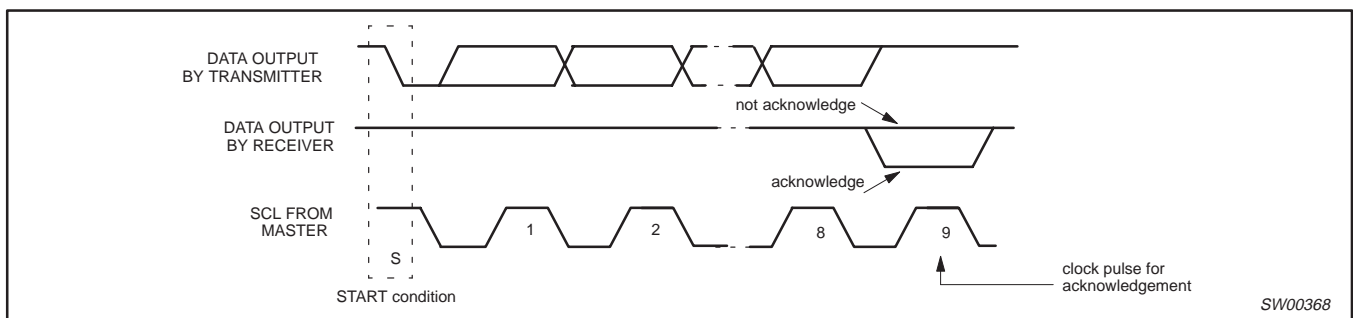 DATA OUTPUT
BY TRANSMITTER
not acknowledge
DATA OUTPUT
BY RECEIVER
acknowledge
SCL FROM
MASTER
1
2
8
9
S
START condition
clock pulse for
acknowledgement
SW00368